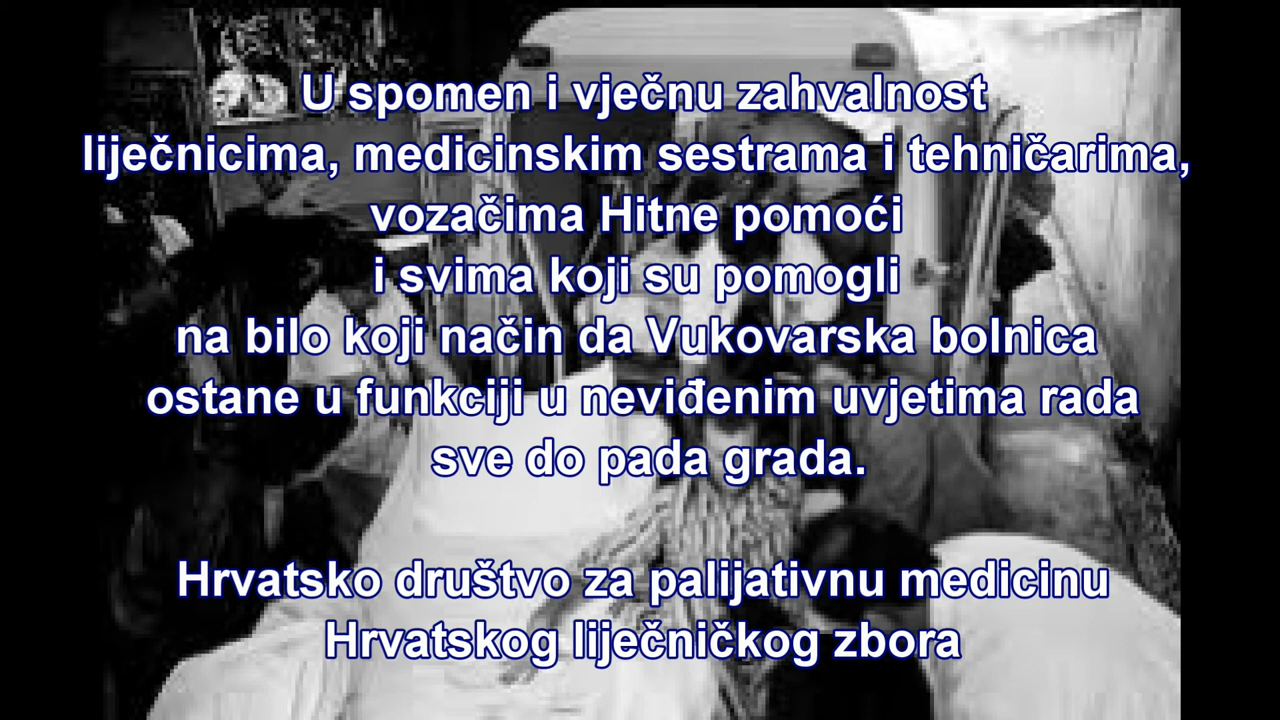 U spomen i vječnu zahvalnost
liječnicima, medicinskim sestrama i tehničarima,
vozačima Hitne pomoći
i svima koji su pomogli
na bilo koji način da Vukovarska bolnica
ostane u funkciji u neviđenim uvjetima rada
sve do pada grada.
Hrvatsko društvo za palijativnu medicinu
Hrvatskog liječničkog zbora